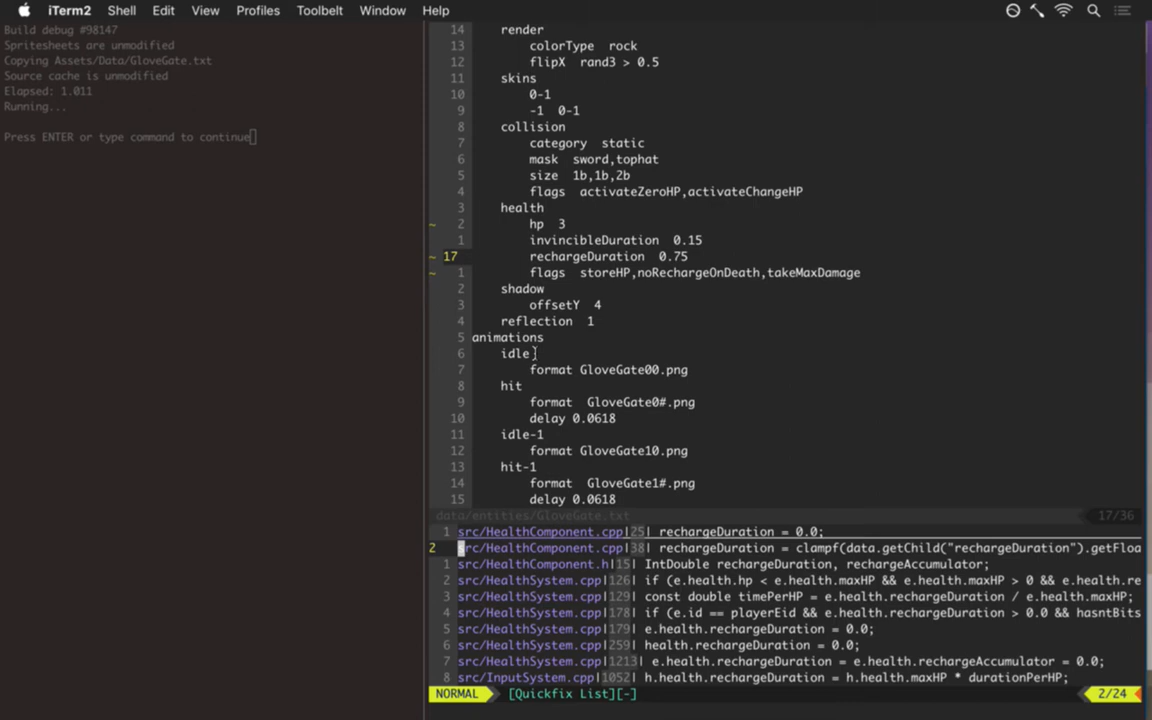 iTerm2 Shell Edit View Profiles Toolbelt Window Help
Build debug #98147
Spritesheets are unmodified
Copying Assets/Data/GloveGate.txt
Source cache is unmodified
Elapsed: 1.011
Running...
Press ENTER or type command to continue
14 render
13 colorType rock
12 flipX rand3 > 0.5
11 skins
10 0-1
9 -1 0-1
8 collision
7 category static
6 mask sword,tophat
5 size 1b,1b,2b
4 flags activateZeroHP,activateChangeHP
3 health
~ 2 hp 3
1 invincibleDuration 0.15
~ 17 rechargeDuration 0.75
~ 1 flags storeHP,noRechargeOnDeath,takeMaxDamage
2 shadow
3 offsetY 4
4 reflection 1
5 animations
6 idle
7 format GloveGate00.png
8 hit
9 format GloveGate0#.png
10 delay 0.0618
11 idle-1
12 format GloveGate10.png
13 hit-1
14 format GloveGate1#.png
15 delay 0.0618
data/entities/GloveGate.txt 17/36
1 src/HealthComponent.cpp|25| rechargeDuration = 0.0;
2 src/HealthComponent.cpp|38| rechargeDuration = clampf(data.getChild("rechargeDuration").getFloa
1 src/HealthComponent.h|15| IntDouble rechargeDuration, rechargeAccumulator;
2 src/HealthSystem.cpp|126| if (e.health.hp < e.health.maxHP && e.health.maxHP > 0 && e.health.re
3 src/HealthSystem.cpp|129| const double timePerHP = e.health.rechargeDuration / e.health.maxHP;
4 src/HealthSystem.cpp|178| if (e.id == playerEid && e.health.rechargeDuration > 0.0 && hasntBits
5 src/HealthSystem.cpp|179| e.health.rechargeDuration = 0.0;
6 src/HealthSystem.cpp|259| health.rechargeDuration = 0.0;
7 src/HealthSystem.cpp|1213| e.health.rechargeDuration = e.health.rechargeAccumulator = 0.0;
8 src/InputSystem.cpp|1052| h.health.rechargeDuration = h.health.maxHP * durationPerHP;
NORMAL [Quickfix List][-] 2/24